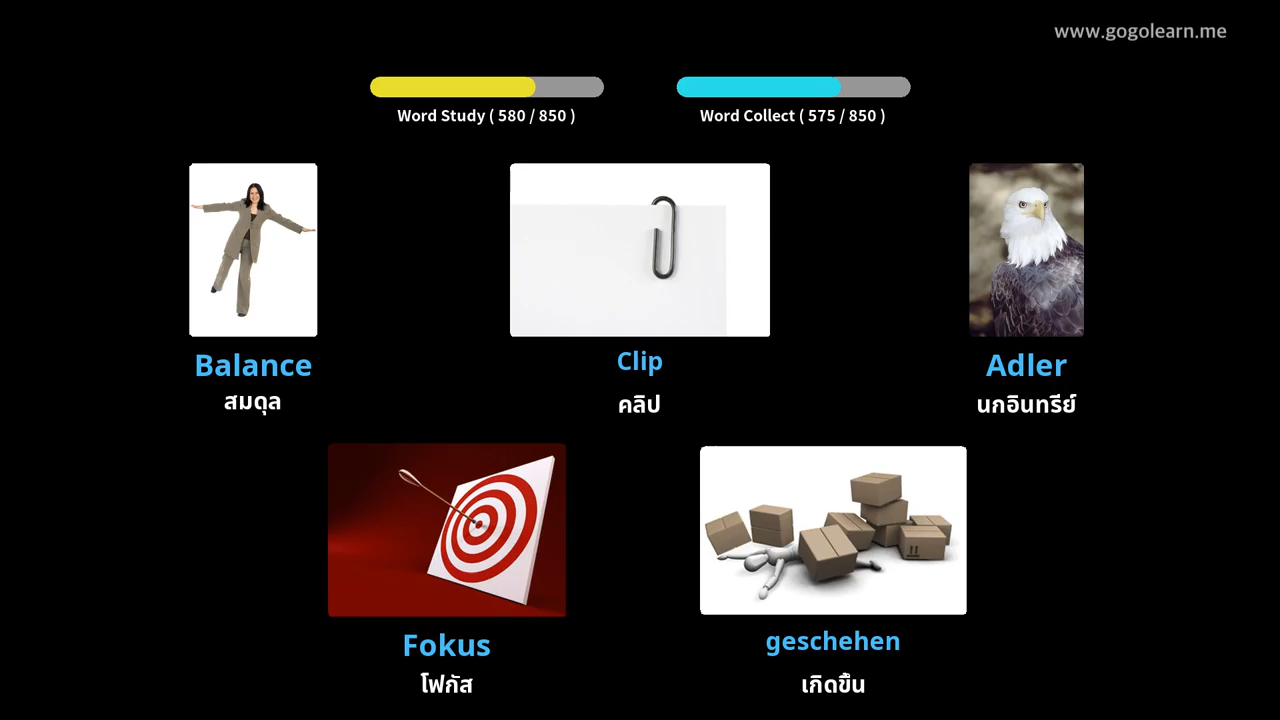 www.gogolearn.me
Word Study ( 580 / 850 )
Word Collect ( 575 / 850 )
Balance
สมดุล
Clip
คลิป
Adler
นกอินทรีย์
Fokus
โฟกัส
geschehen
เกิดขึ้น